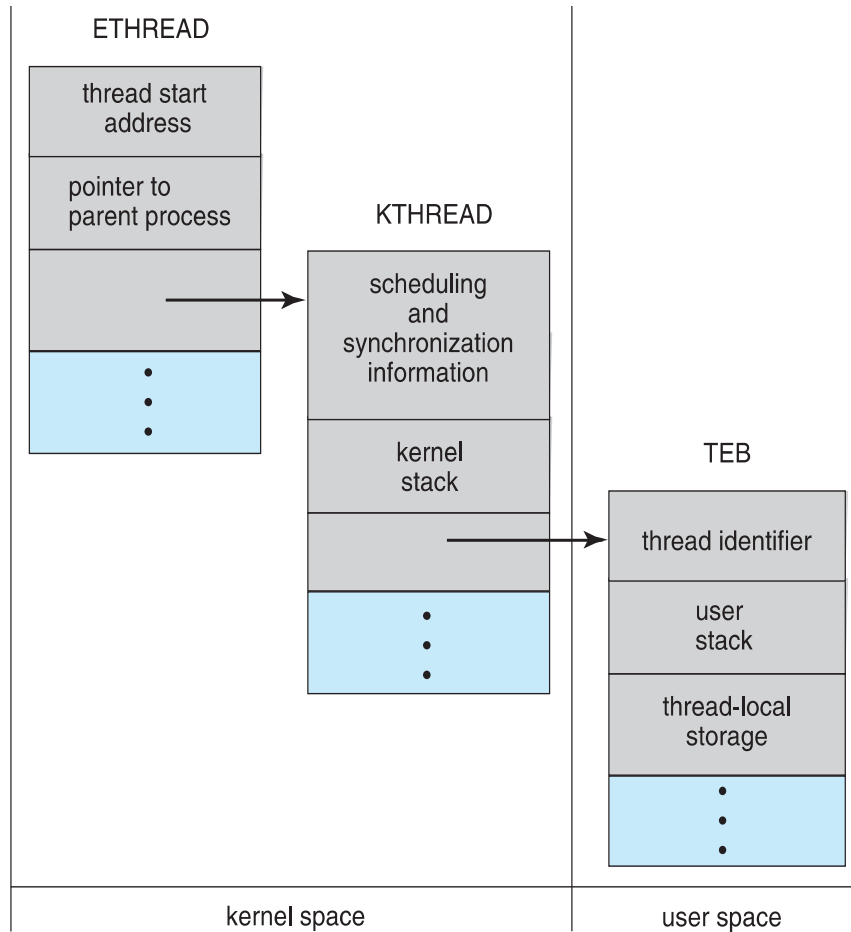 ETHREAD
thread start
address
pointer to
parent process
KTHREAD
scheduling
and
synchronization
information
kernel
stack
TEB
thread identifier
user
stack
thread-local
storage
kernel space
user space